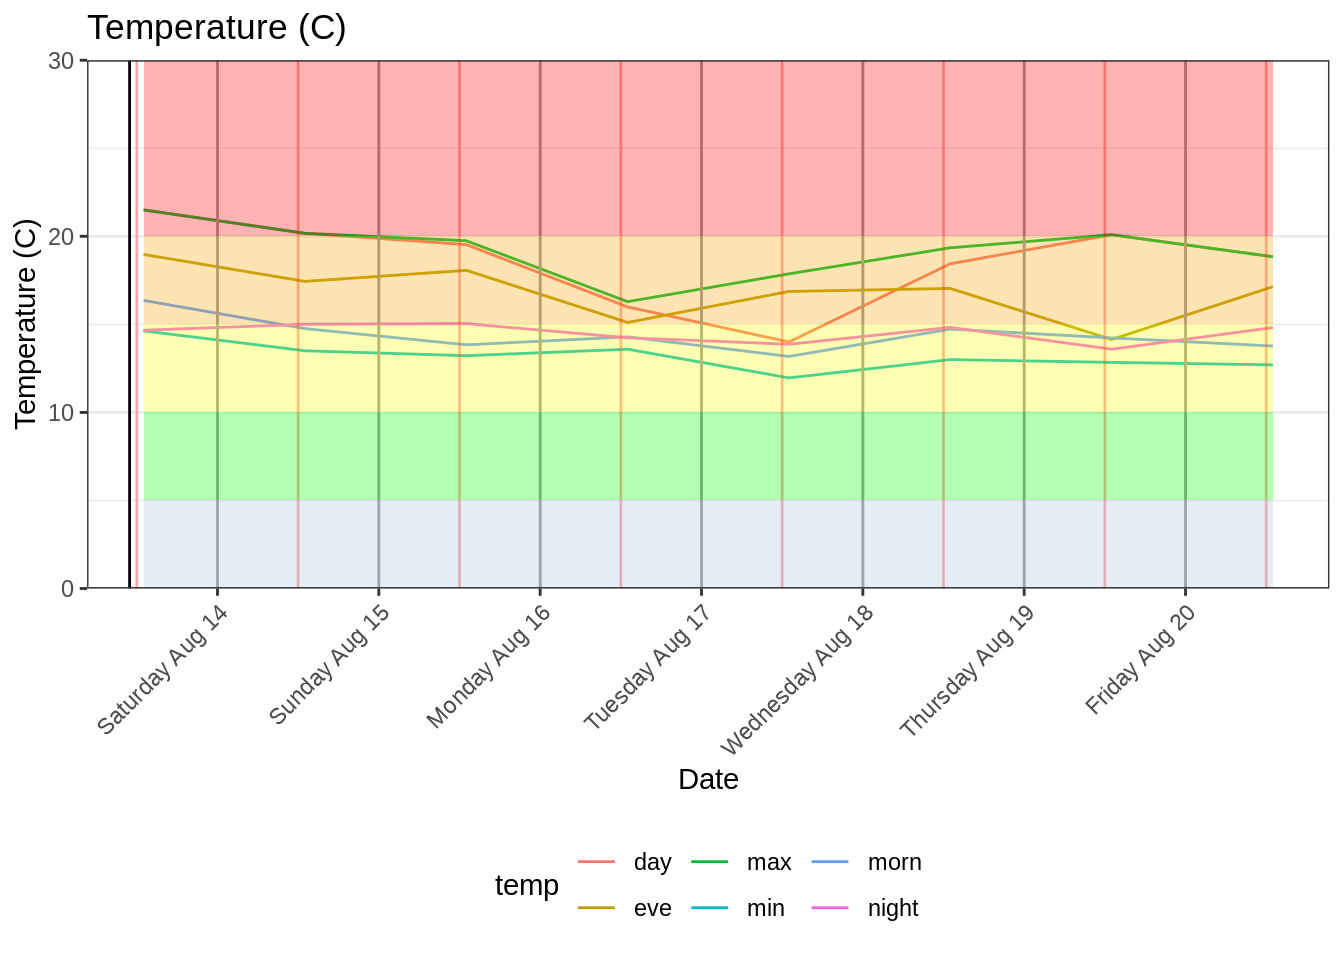 Temperature (C)
Temperature (C)
30
20
10
0
Saturday Aug 14
Sunday Aug 15
Monday Aug 16
Tuesday Aug 17
Wednesday Aug 18
Thursday Aug 19
Friday Aug 20
Date
temp
day
max
morn
eve
min
night